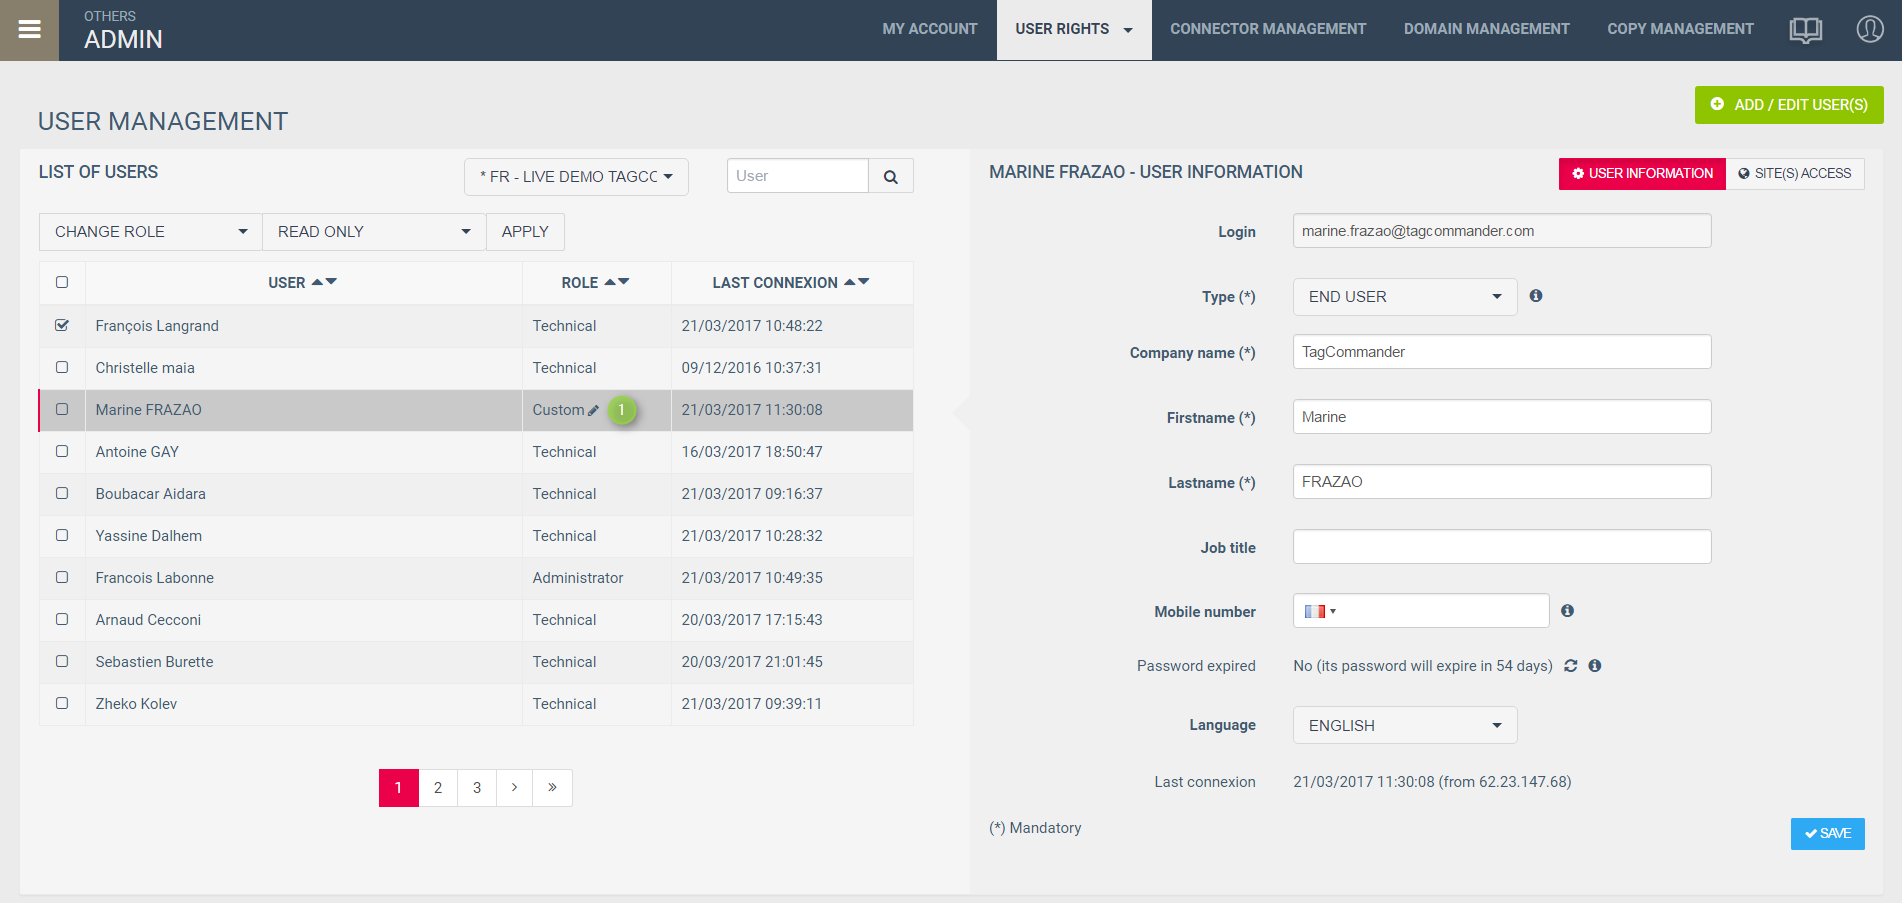 OTHERS
ADMIN
MY ACCOUNT
USER RIGHTS
CONNECTOR MANAGEMENT
DOMAIN MANAGEMENT
COPY MANAGEMENT
USER MANAGEMENT
ADD / EDIT USER(S)
LIST OF USERS
* FR - LIVE DEMO TAGCO
User
CHANGE ROLE
READ ONLY
APPLY
USER ROLE LAST CONNEXION
François Langrand Technical 21/03/2017 10:48:22
Christelle maia Technical 09/12/2016 10:37:31
Marine FRAZAO Custom 1 21/03/2017 11:30:08
Antoine GAY Technical 16/03/2017 18:50:47
Boubacar Aidara Technical 21/03/2017 09:16:37
Yassine Dalhem Technical 21/03/2017 10:28:32
Francois Labonne Administrator 21/03/2017 10:49:35
Arnaud Cecconi Technical 20/03/2017 17:15:43
Sebastien Burette Technical 20/03/2017 21:01:45
Zheko Kolev Technical 21/03/2017 09:39:11
1 2 3 › »
MARINE FRAZAO - USER INFORMATION
USER INFORMATION
SITE(S) ACCESS
Login marine.frazao@tagcommander.com
Type (*) END USER
Company name (*) TagCommander
Firstname (*) Marine
Lastname (*) FRAZAO
Job title
Mobile number
Password expired No (its password will expire in 54 days)
Language ENGLISH
Last connexion 21/03/2017 11:30:08 (from 62.23.147.68)
(*) Mandatory
SAVE